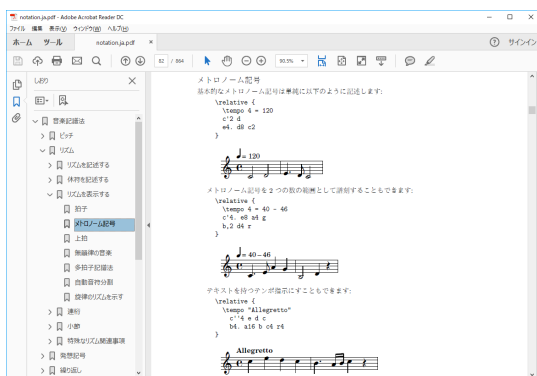 notation.ja.pdf - Adobe Acrobat Reader DC
ファイル 編集 表示(V) ウィンドウ(W) ヘルプ(H)
ホーム ツール notation.ja.pdf × サインイン
82 / 864 90.5%
しおり
音楽記譜法
ピッチ
リズム
リズムを記述する
休符を記述する
リズムを表示する
拍子
メトロノーム記号
上拍
無韻律の音楽
多拍子記譜法
自動音符分割
旋律のリズムを示す
連桁
小節
特殊なリズム関連事項
発想記号
繰り返し
メトロノーム記号
基本的なメトロノーム記号は単純に以下のように記述します:
\relative {
\tempo 4 = 120
c'2 d
e4. d8 c2
}
= 120
メトロノーム記号を 2 つの数の範囲として譜刻することもできます:
\relative {
\tempo 4 = 40 - 46
c'4. e8 a4 g
b,2 d4 r
}
= 40 – 46
テキストを持つテンポ指示にすこともできます:
\relative {
\tempo "Allegretto"
c''4 e d c
b4. a16 b c4 r4
}
Allegretto